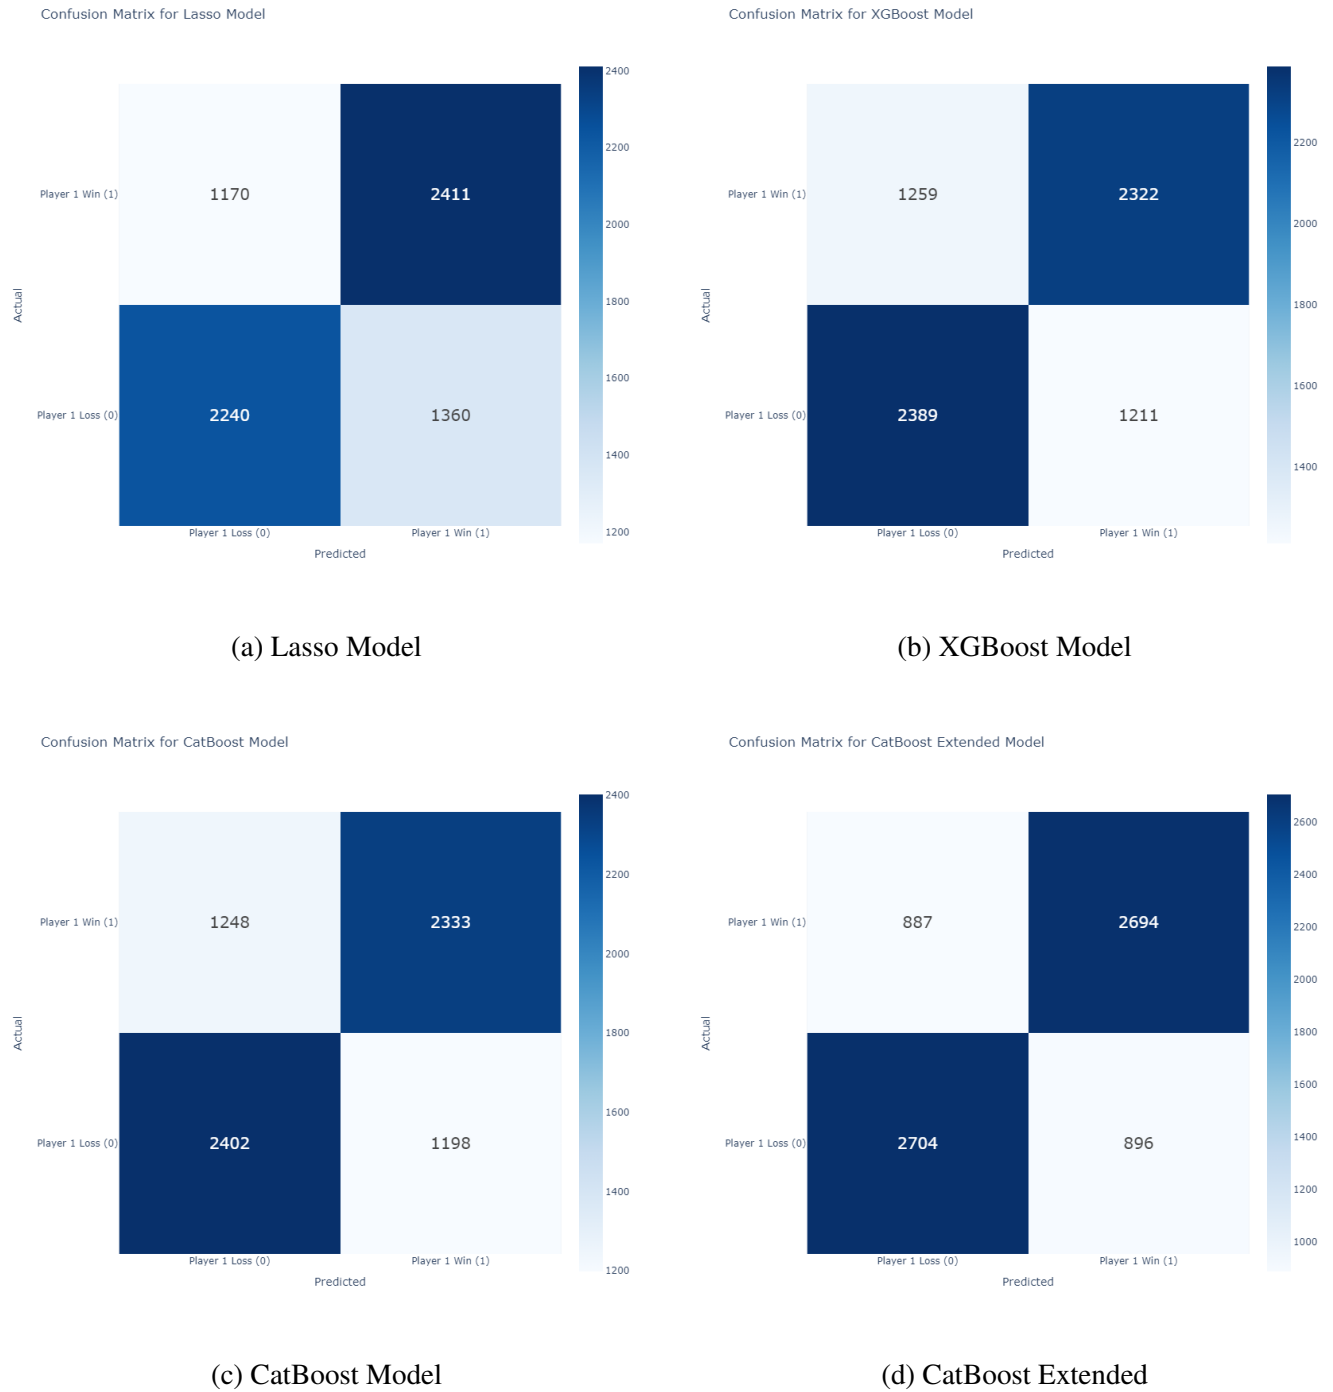 Confusion Matrix for Lasso Model
2400
2200
2000
1800
1600
1400
1200
Player 1 Win (1)
1170
2411
Actual
Player 1 Loss (0)
2240
1360
Player 1 Loss (0)
Player 1 Win (1)
Predicted
(a) Lasso Model
Confusion Matrix for XGBoost Model
2200
2000
1800
1600
1400
Player 1 Win (1)
1259
2322
Actual
Player 1 Loss (0)
2389
1211
Player 1 Loss (0)
Player 1 Win (1)
Predicted
(b) XGBoost Model
Confusion Matrix for CatBoost Model
2400
2200
2000
1800
1600
1400
1200
Player 1 Win (1)
1248
2333
Actual
Player 1 Loss (0)
2402
1198
Player 1 Loss (0)
Player 1 Win (1)
Predicted
(c) CatBoost Model
Confusion Matrix for CatBoost Extended Model
2600
2400
2200
2000
1800
1600
1400
1200
1000
Player 1 Win (1)
887
2694
Actual
Player 1 Loss (0)
2704
896
Player 1 Loss (0)
Player 1 Win (1)
Predicted
(d) CatBoost Extended